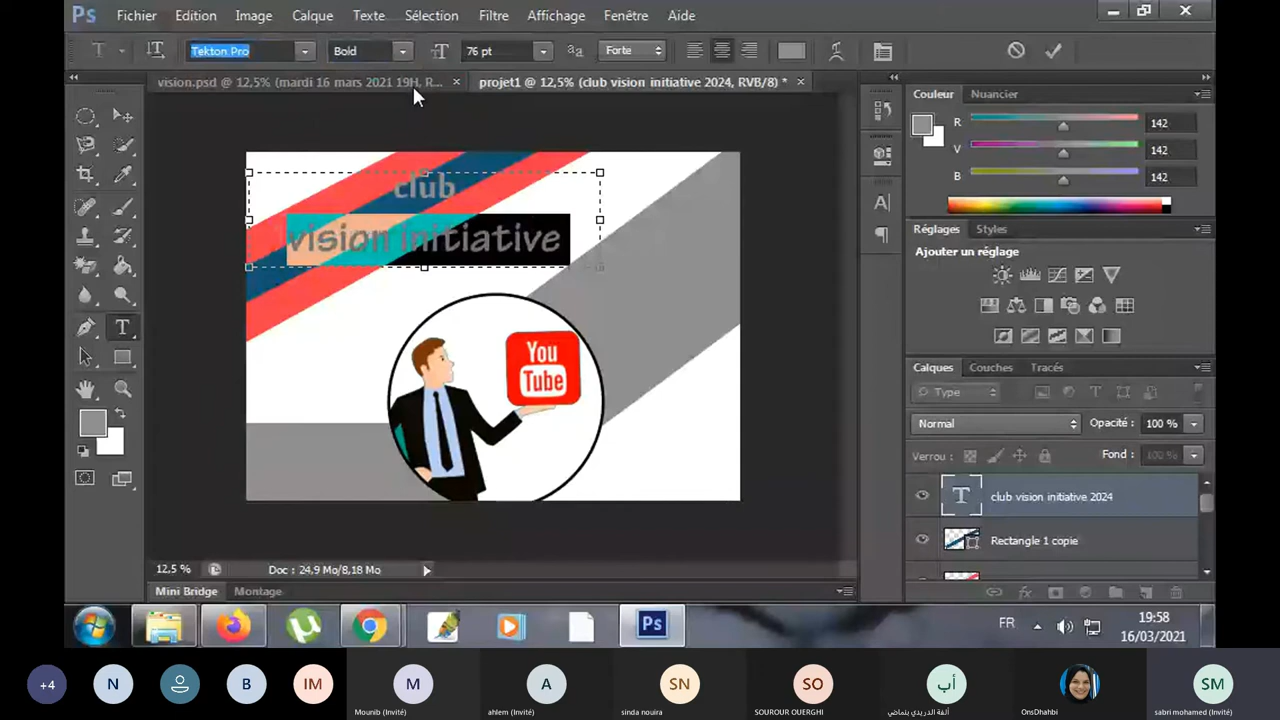 Ps Fichier Edition Image Calque Texte Sélection Filtre Affichage Fenêtre Aide
T Tekton Pro Bold 76 pt Forte
vision.psd @ 12,5% (mardi 16 mars 2021 19H, R... × projet1 @ 12,5% (club vision initiative 2024, RVB/8) * ×
Couleur Nuancier
R 142
V 142
B 142
club
vision initiative
You
Tube
Réglages Styles
Ajouter un réglage
Calques Couches Tracés
Type
Normal Opacité : 100 %
Verrou : Fond : 100 %
T club vision initiative 2024
Rectangle 1 copie
12,5 % Doc : 24,9 Mo/8,18 Mo
Mini Bridge Montage
Ps FR 19:58
16/03/2021
+4 N B IM M A SN SO أب SM
Mounib (Invité) ahlem (Invité) sinda nouira SOUROUR OUERGHI ألفة الدريدي بنماضي OnsDhahbi sabri mohamed (Invité)